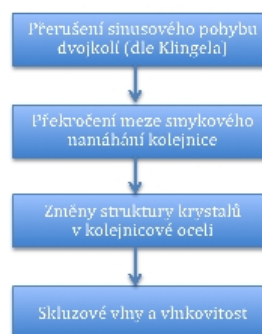 Přerušení sinusového pohybu
dvojkolí (dle Klingela)
Překročení meze smykového
namáhání kolejnice
Změny struktury krystalů
v kolejnicové oceli
Skluzové vlny a vlnkovitost